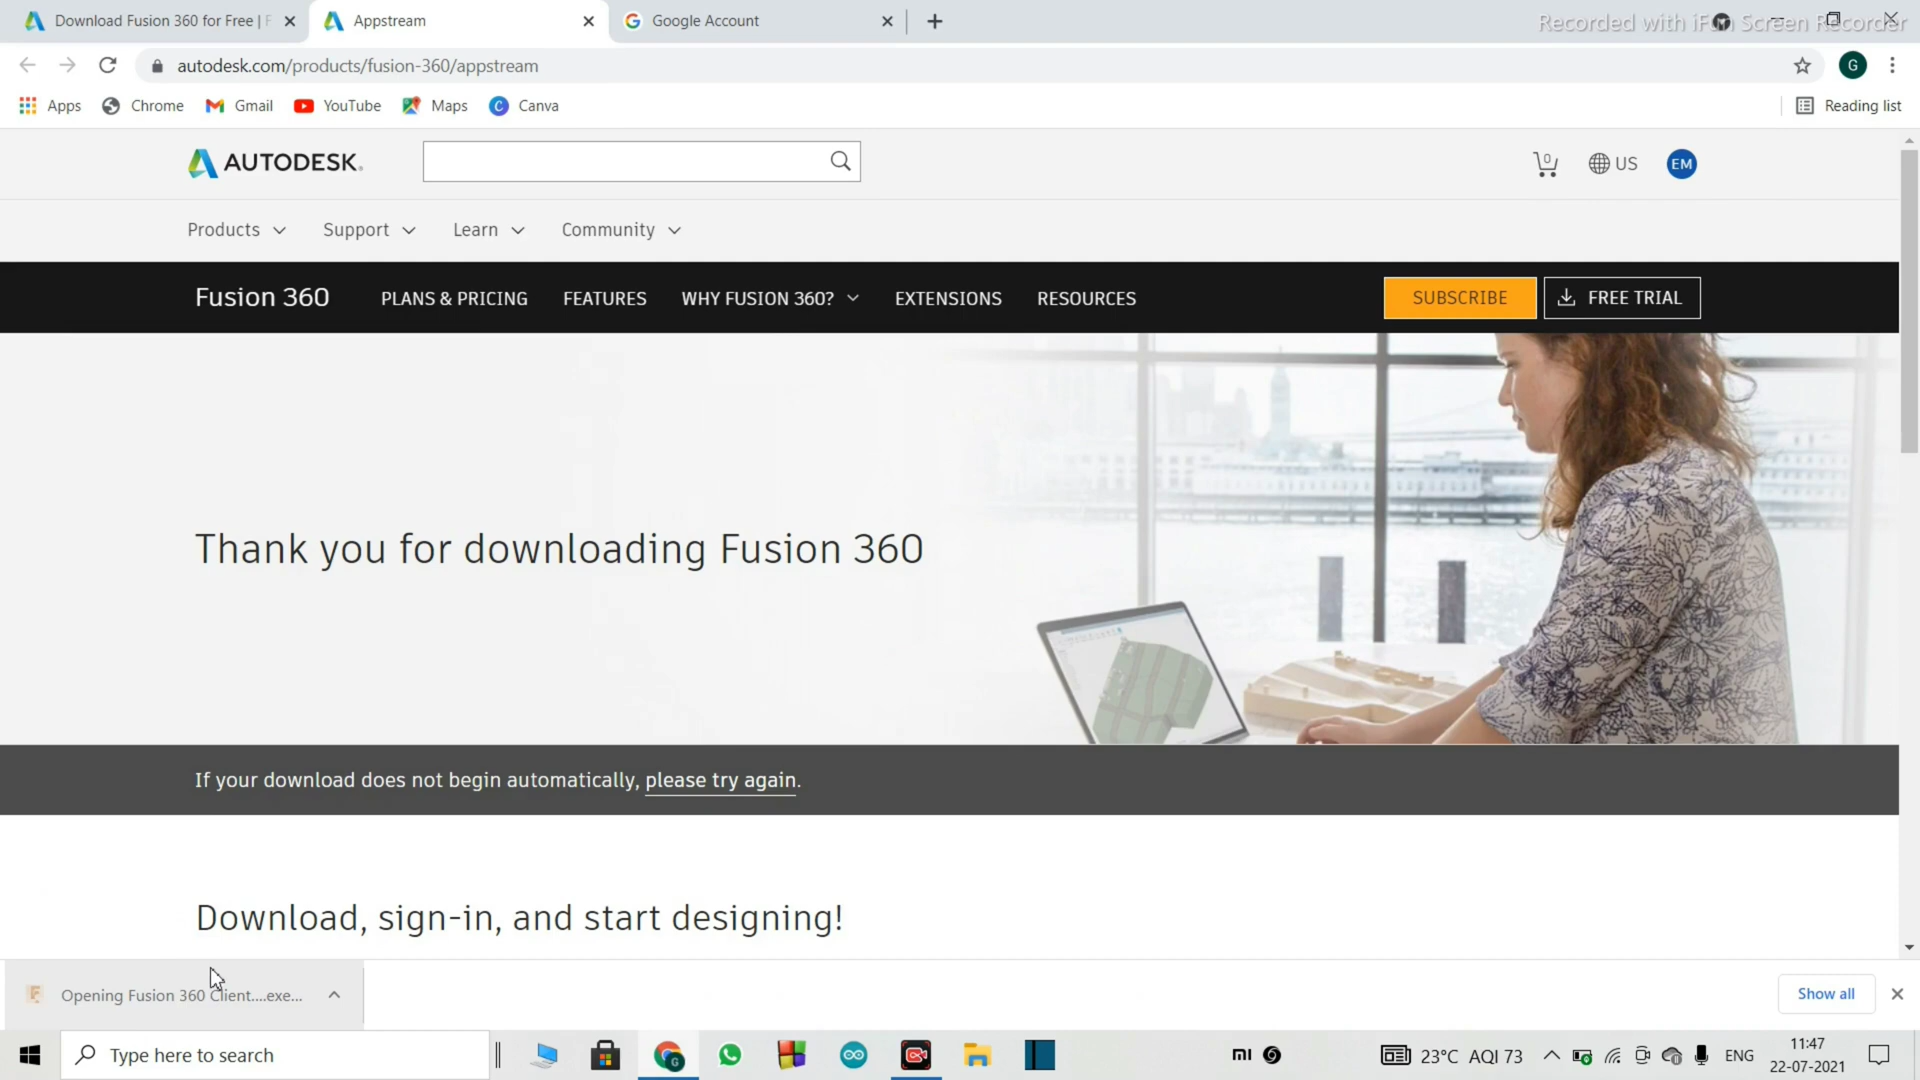 Download Fusion 360 for Free | F
Appstream
Google Account
Recorded with iFun Screen Recorder
autodesk.com/products/fusion-360/appstream
G
Apps
Chrome
Gmail
YouTube
Maps
Canva
Reading list
AUTODESK.
0
US
EM
Products
Support
Learn
Community
Fusion 360
PLANS & PRICING
FEATURES
WHY FUSION 360?
EXTENSIONS
RESOURCES
SUBSCRIBE
FREE TRIAL
Thank you for downloading Fusion 360
If your download does not begin automatically, please try again.
Download, sign-in, and start designing!
Opening Fusion 360 Client....exe...
Show all
Type here to search
mi
23°C AQI 73
ENG
11:47
22-07-2021